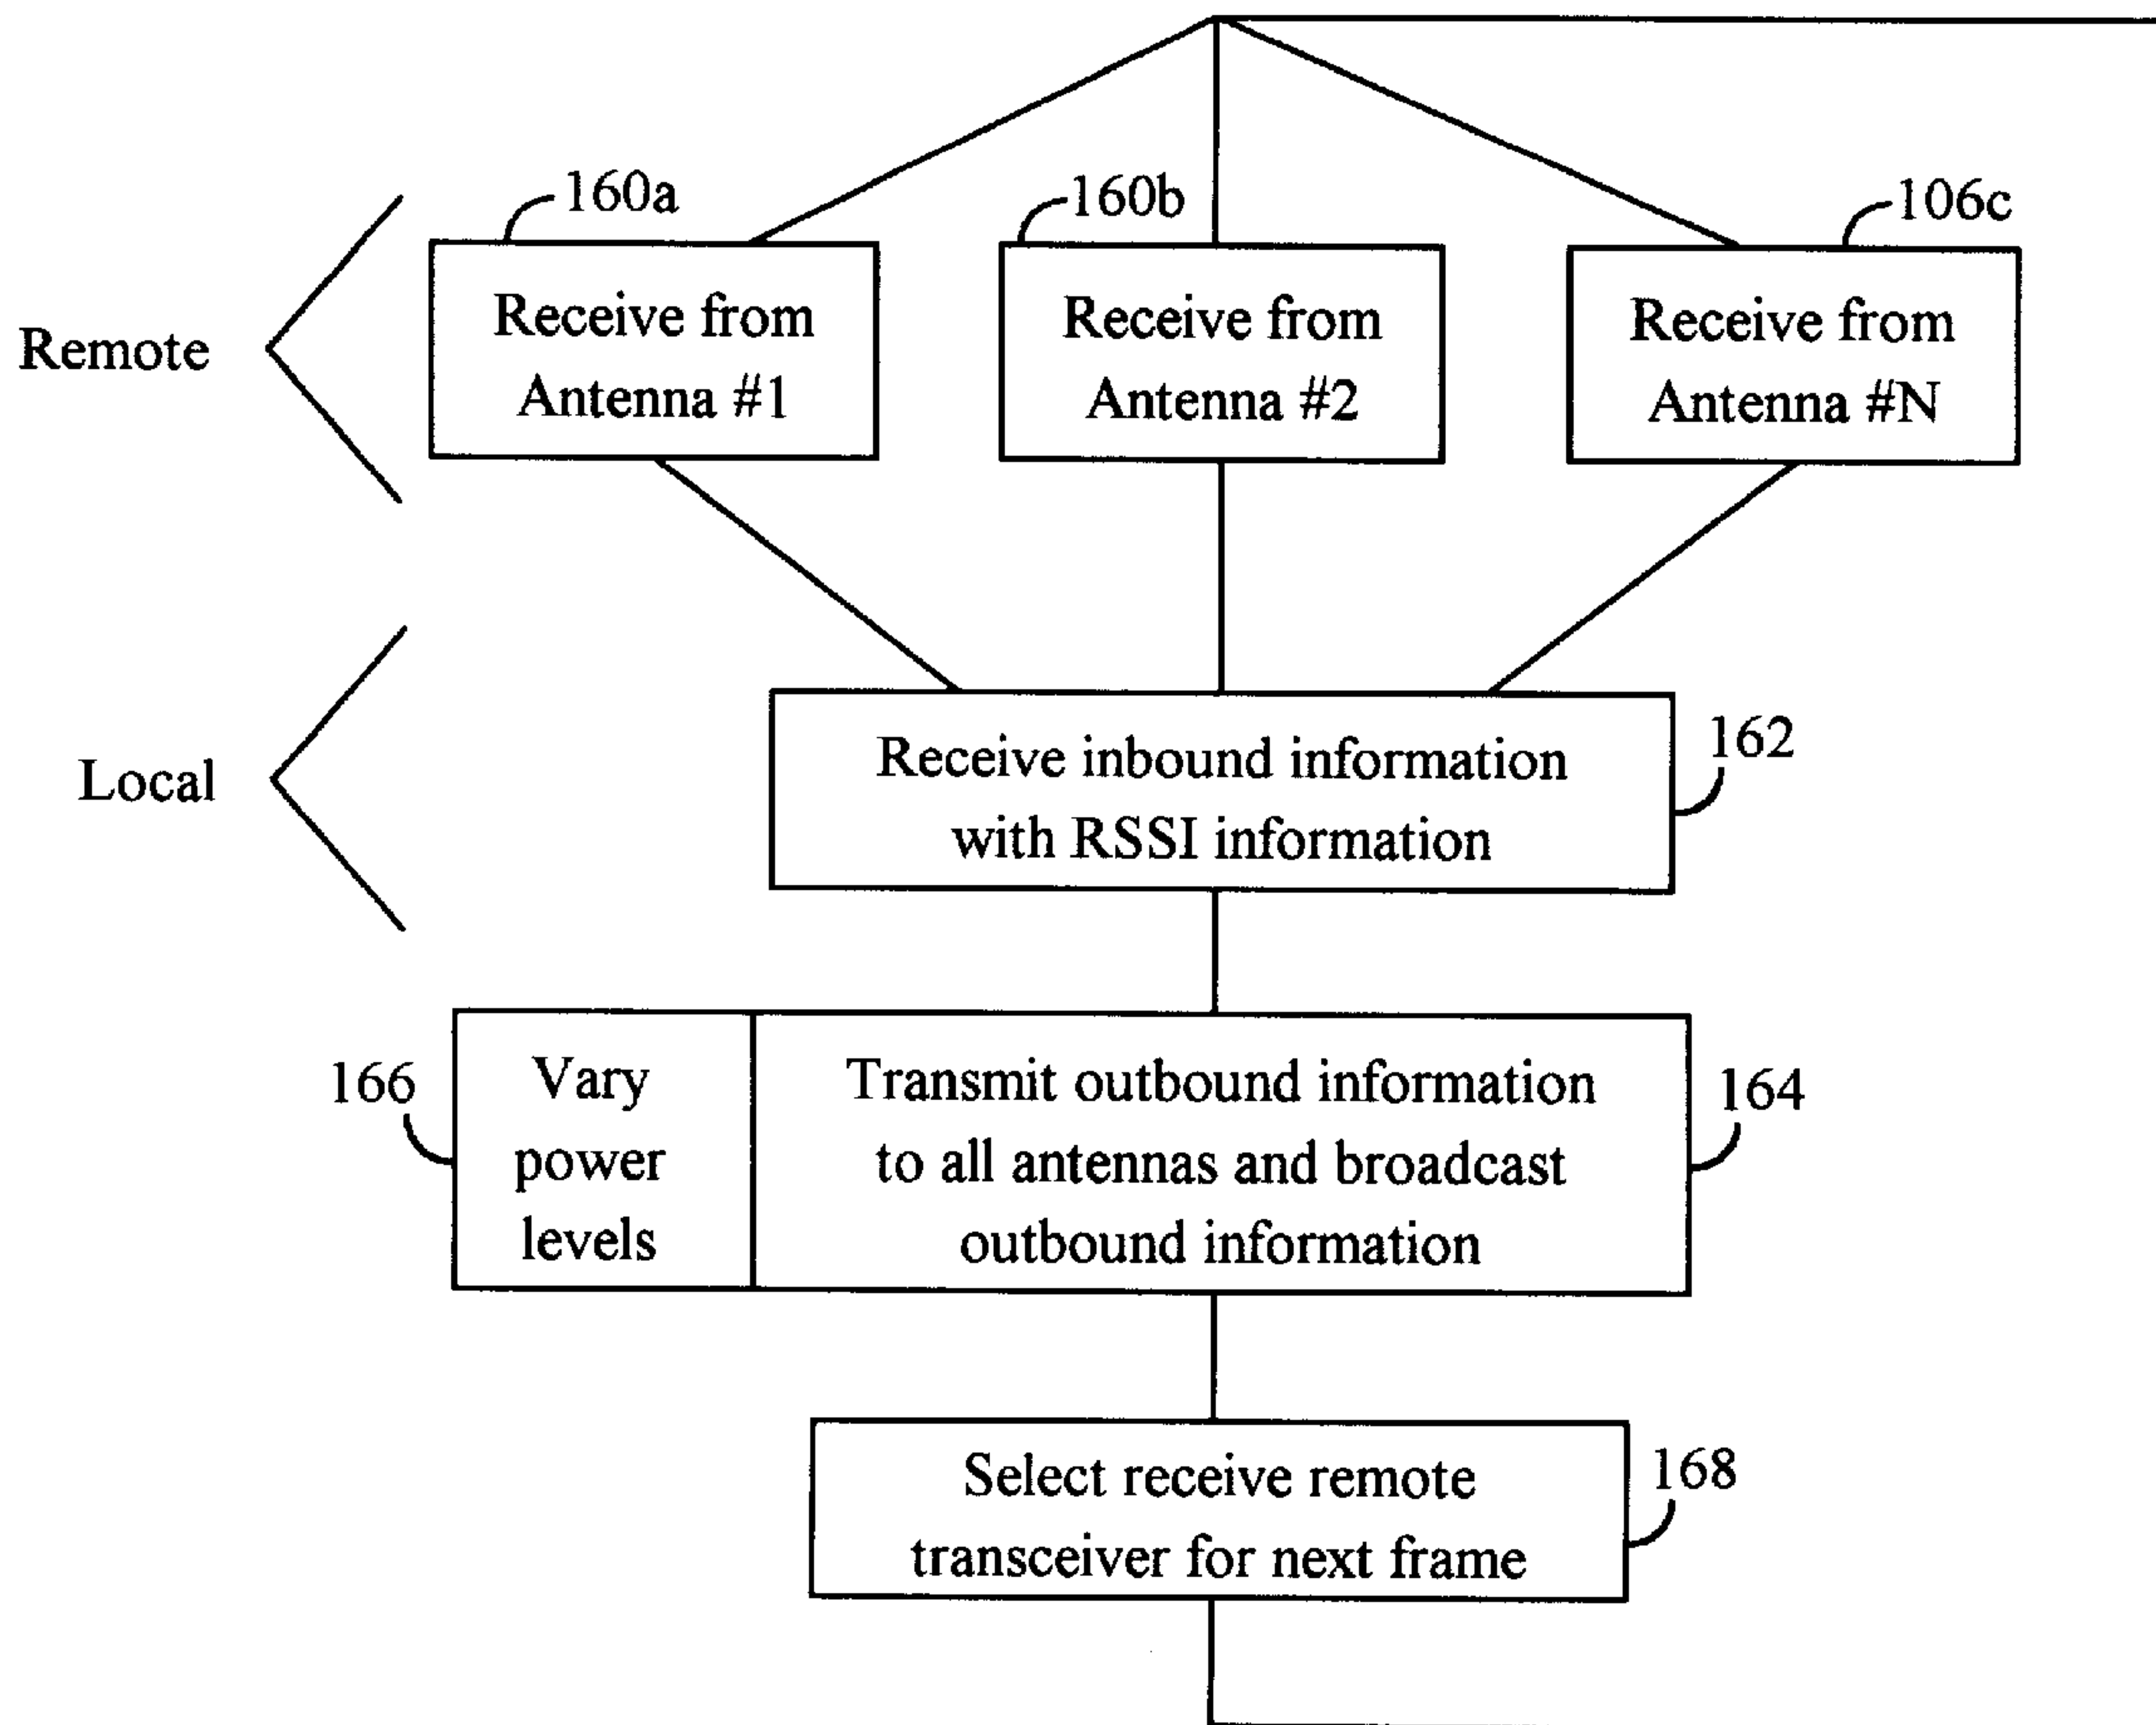 160a
160b
106c
Remote
Receive from
Antenna #1
Receive from
Antenna #2
Receive from
Antenna #N
Local
Receive inbound information
with RSSI information
162
166
Vary
power
levels
Transmit outbound information
to all antennas and broadcast
outbound information
164
Select receive remote
transceiver for next frame
168